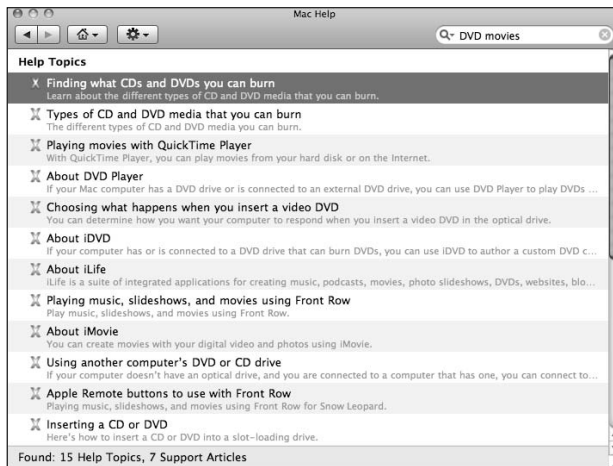 Mac Help
DVD movies
Help Topics
Finding what CDs and DVDs you can burn
Learn about the different types of CD and DVD media that you can burn.
Types of CD and DVD media that you can burn
The different types of CD and DVD media that you can burn.
Playing movies with QuickTime Player
With QuickTime Player, you can play movies from your hard disk or on the Internet.
About DVD Player
If your Mac computer has a DVD drive or is connected to an external DVD drive, you can use DVD Player to play DVDs ...
Choosing what happens when you insert a video DVD
You can determine how you want your computer to respond when you insert a video DVD in the optical drive.
About iDVD
If your computer has or is connected to a DVD drive that can burn DVDs, you can use iDVD to author a custom DVD c...
About iLife
iLife is a suite of integrated applications for creating music, podcasts, movies, photo slideshows, DVDs, websites, blo...
Playing music, slideshows, and movies using Front Row
Play music, slideshows, and movies using Front Row.
About iMovie
You can create movies with your digital video and photos using iMovie.
Using another computer's DVD or CD drive
If your computer doesn't have an optical drive, and you are connected to a computer that has one, you can connect to...
Apple Remote buttons to use with Front Row
Playing music, slideshows, and movies using Front Row for Snow Leopard.
Inserting a CD or DVD
Here's how to insert a CD or DVD into a slot-loading drive.
Found: 15 Help Topics, 7 Support Articles